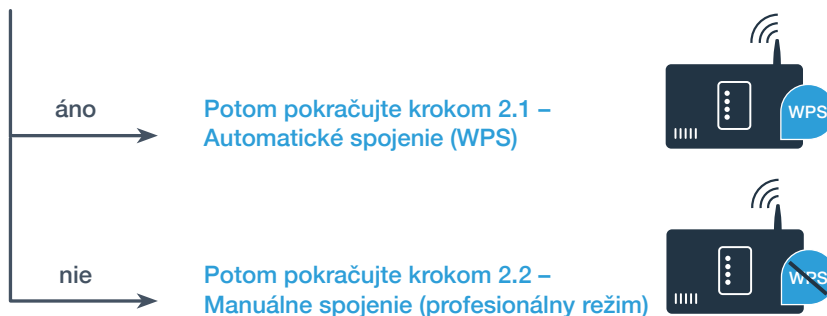 áno
Potom pokračujte krokom 2.1 –
Automatické spojenie (WPS)
WPS
nie
Potom pokračujte krokom 2.2 –
Manuálne spojenie (profesionálny režim)
WPS